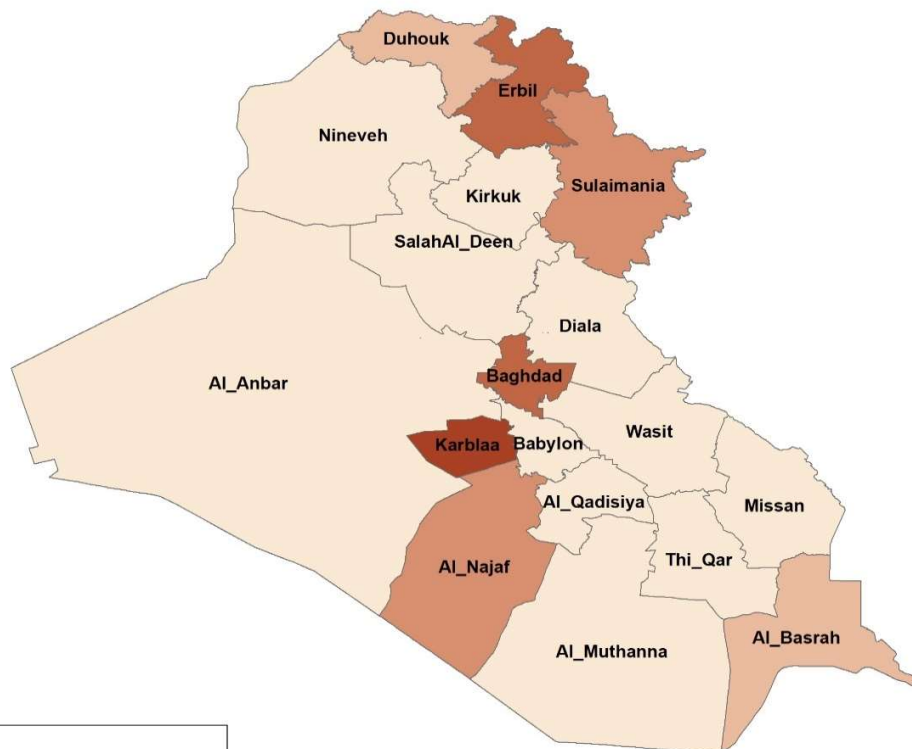 Duhouk
Erbil
Nineveh
Sulaimania
Kirkuk
SalahAl_Deen
Diala
Baghdad
Al_Anbar
Wasit
Karblaa
Babylon
Al_Qadisiya
Missan
Al_Najaf
Thi_Qar
Al_Basrah
Al_Muthanna